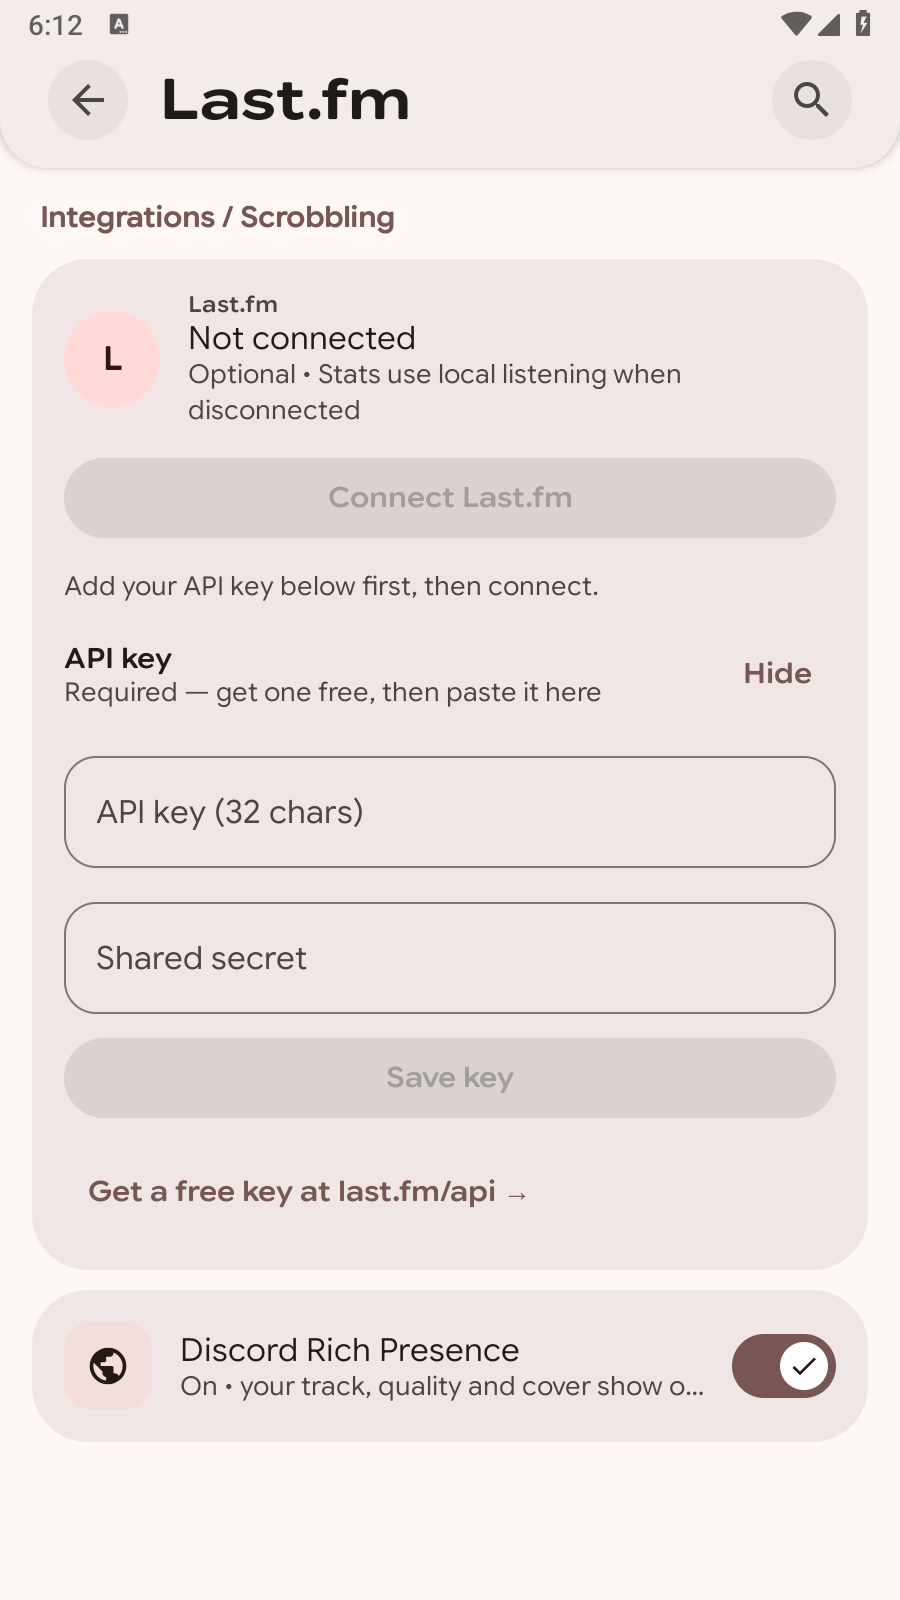 6:12
Last.fm
Integrations / Scrobbling
Last.fm
L
Not connected
Optional • Stats use local listening when
disconnected
Connect Last.fm
Add your API key below first, then connect.
API key
Required — get one free, then paste it here
Hide
API key (32 chars)
Shared secret
Save key
Get a free key at last.fm/api →
Discord Rich Presence
On • your track, quality and cover show o...